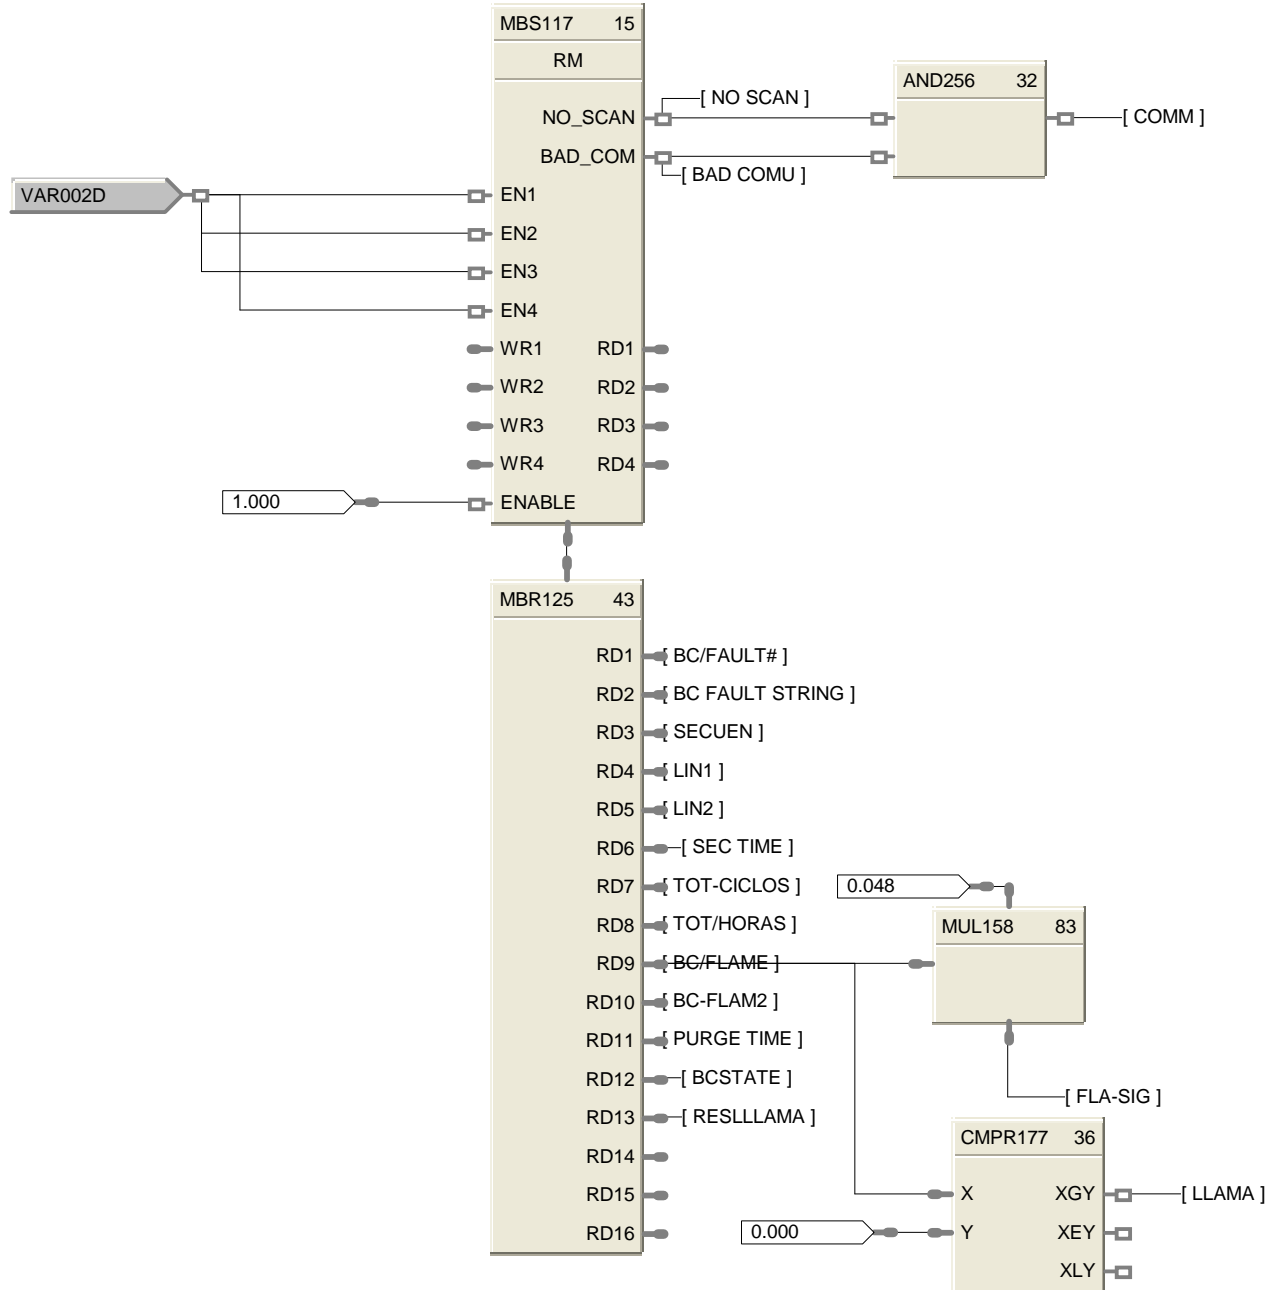 MBS117 15
RM
NO_SCAN
[ NO SCAN ]
AND256 32
[ COMM ]
BAD_COM
[ BAD COMU ]
VAR002D
EN1
EN2
EN3
EN4
WR1 RD1
WR2 RD2
WR3 RD3
WR4 RD4
1.000
ENABLE
MBR125 43
RD1 [ BC/FAULT# ]
RD2 [ BC FAULT STRING ]
RD3 [ SECUEN ]
RD4 [ LIN1 ]
RD5 [ LIN2 ]
RD6 [ SEC TIME ]
RD7 [ TOT-CICLOS ]
0.048
RD8 [ TOT/HORAS ]
MUL158 83
RD9 [ BC/FLAME ]
RD10 [ BC-FLAM2 ]
RD11 [ PURGE TIME ]
RD12 [ BCSTATE ]
[ FLA-SIG ]
RD13 [ RESLLLAMA ]
CMPR177 36
RD14
RD15
X XGY [ LLAMA ]
RD16
0.000
Y XEY
XLY